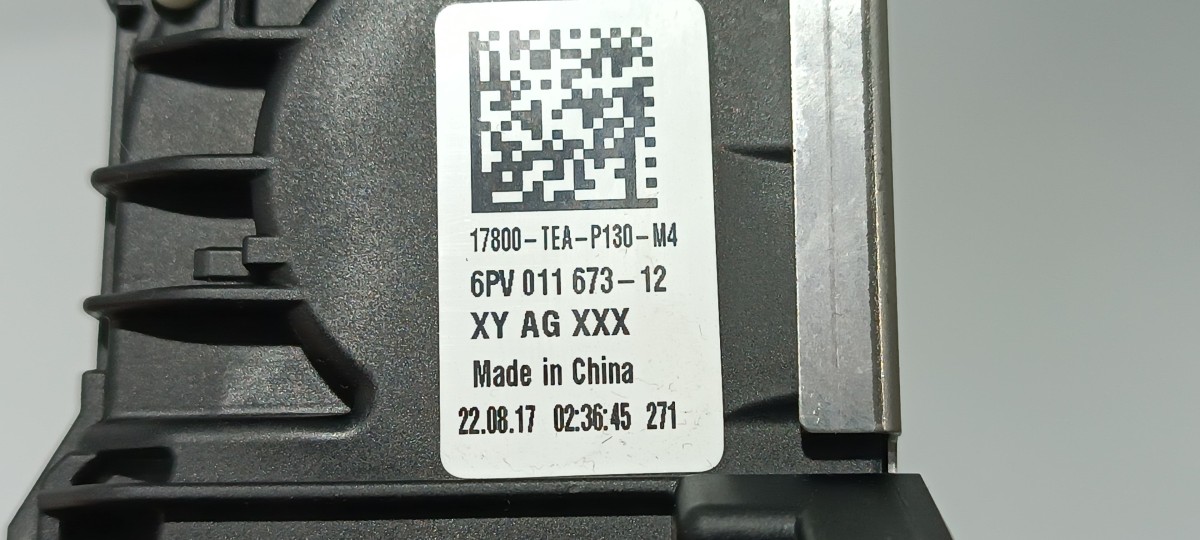 17800-TEA-P130-M4
6PV 011 673-12
XY AG XXX
Made in China
22.08.17 02:36:45 271